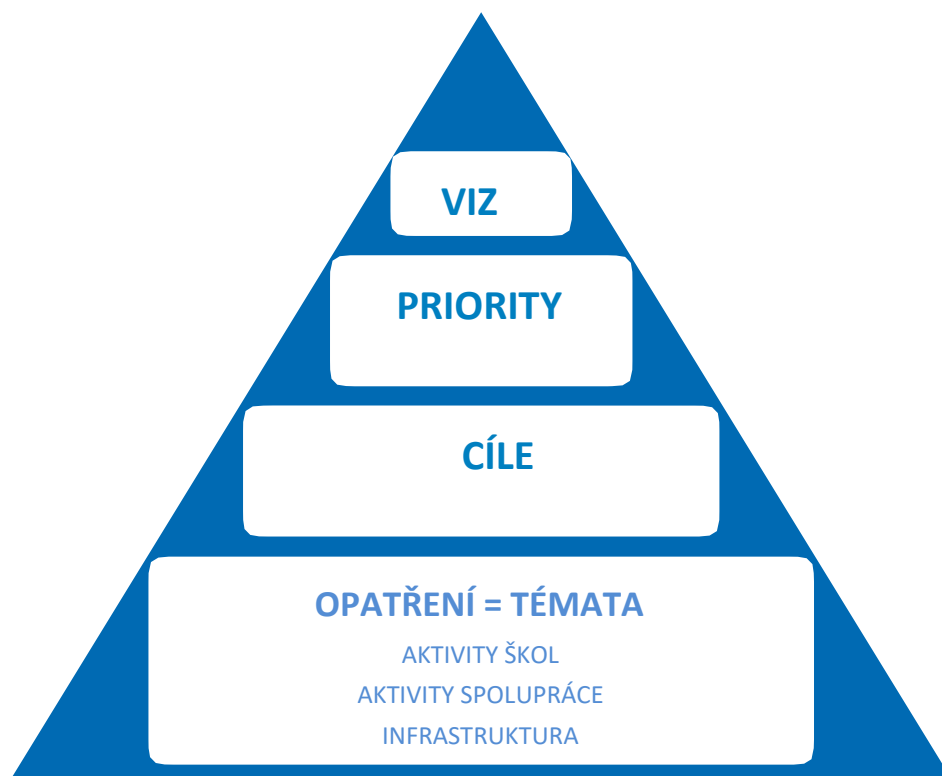 VIZ
PRIORITY
CÍLE
OPATŘENÍ = TÉMATA
AKTIVITY ŠKOL
AKTIVITY SPOLUPRÁCE
INFRASTRUKTURA